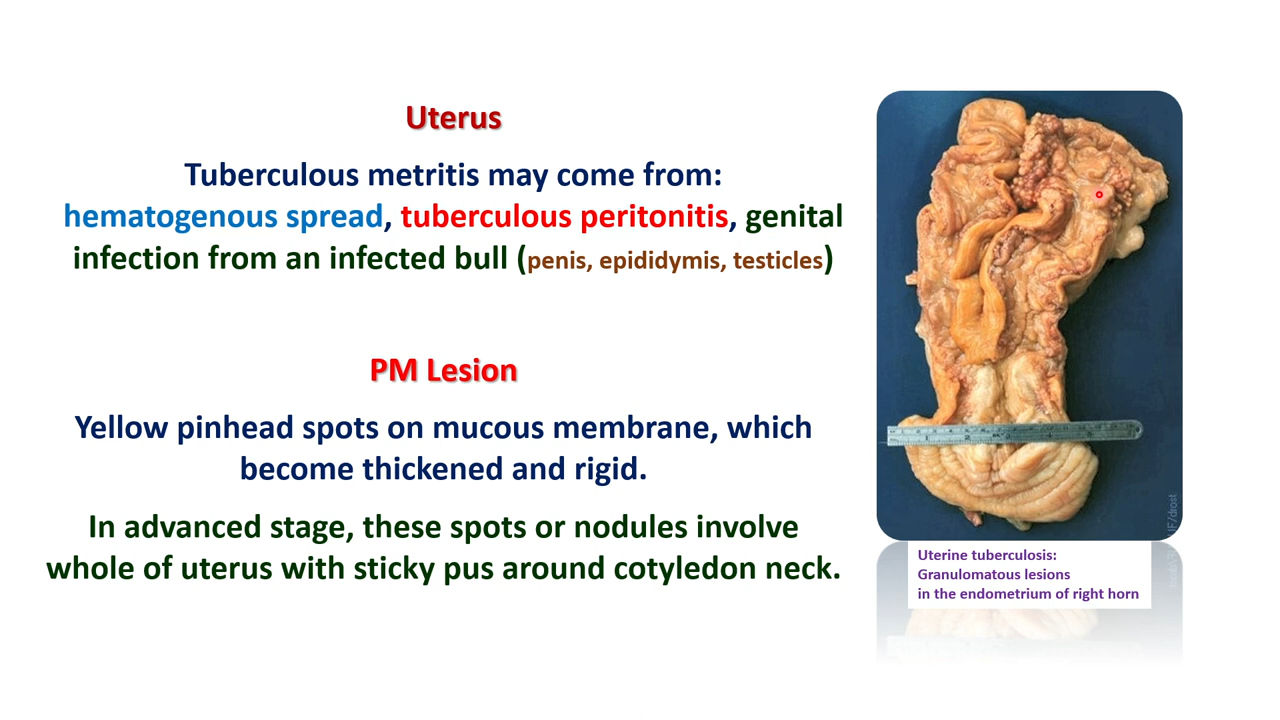 Uterus
Tuberculous metritis may come from:
hematogenous spread, tuberculous peritonitis, genital
infection from an infected bull (penis, epididymis, testicles)
PM Lesion
Yellow pinhead spots on mucous membrane, which
become thickened and rigid.
In advanced stage, these spots or nodules involve
whole of uterus with sticky pus around cotyledon neck.
Uterine tuberculosis:
Granulomatous lesions
in the endometrium of right horn